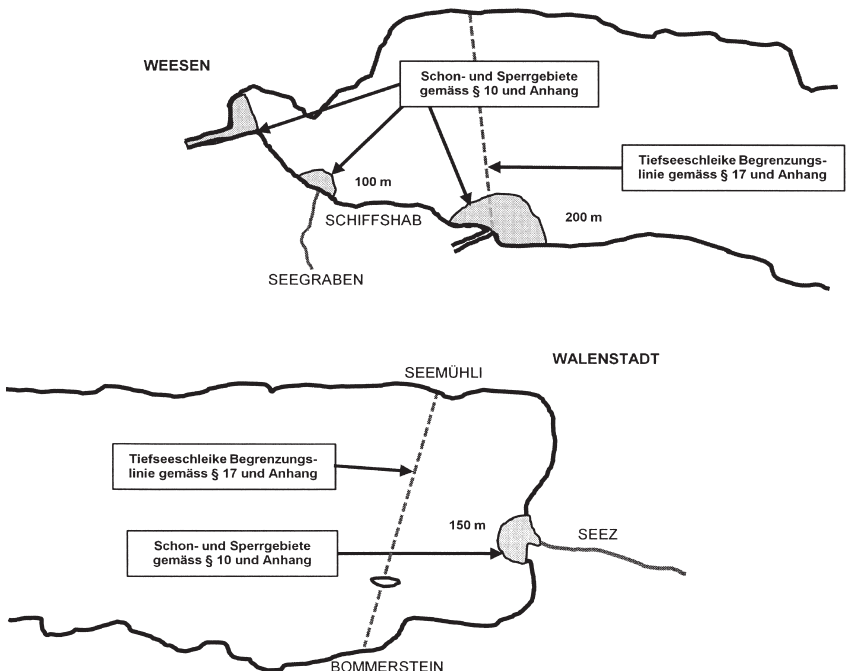 WEESEN
Schon- und Sperrgebiete
gemäss § 10 und Anhang
Tiefseeschleike Begrenzungs-
linie gemäss § 17 und Anhang
100 m
200 m
SCHIFFSHAB
SEEGRABEN
WALENSTADT
SEEMÜHLI
Tiefseeschleike Begrenzungs-
linie gemäss § 17 und Anhang
150 m
SEEZ
Schon- und Sperrgebiete
gemäss § 10 und Anhang
BOMMERSTEIN